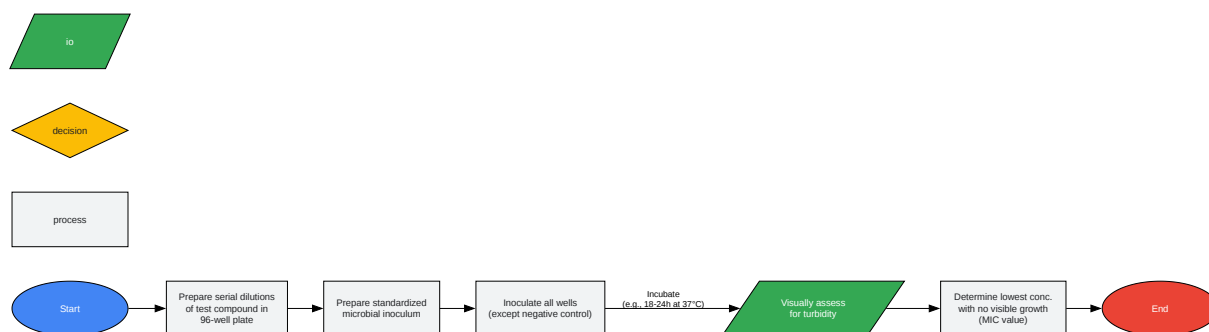 io
decision
process
Start
Prepare serial dilutions
of test compound in
96-well plate
Prepare standardized
microbial inoculum
Inoculate all wells
(except negative control)
Incubate
(e.g., 18-24h at 37°C)
Visually assess
for turbidity
Determine lowest conc.
with no visible growth
(MIC value)
End